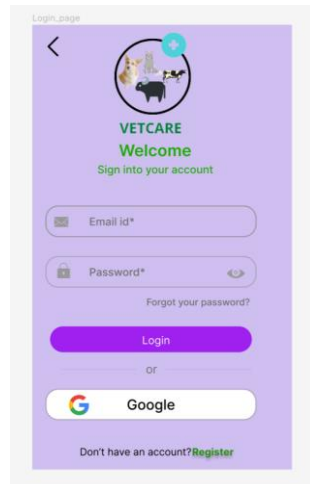 Login_page
VETCARE
Welcome
Sign into your account
Email id*
Password*
Forgot your password?
Login
or
Google
Don't have an account?Register